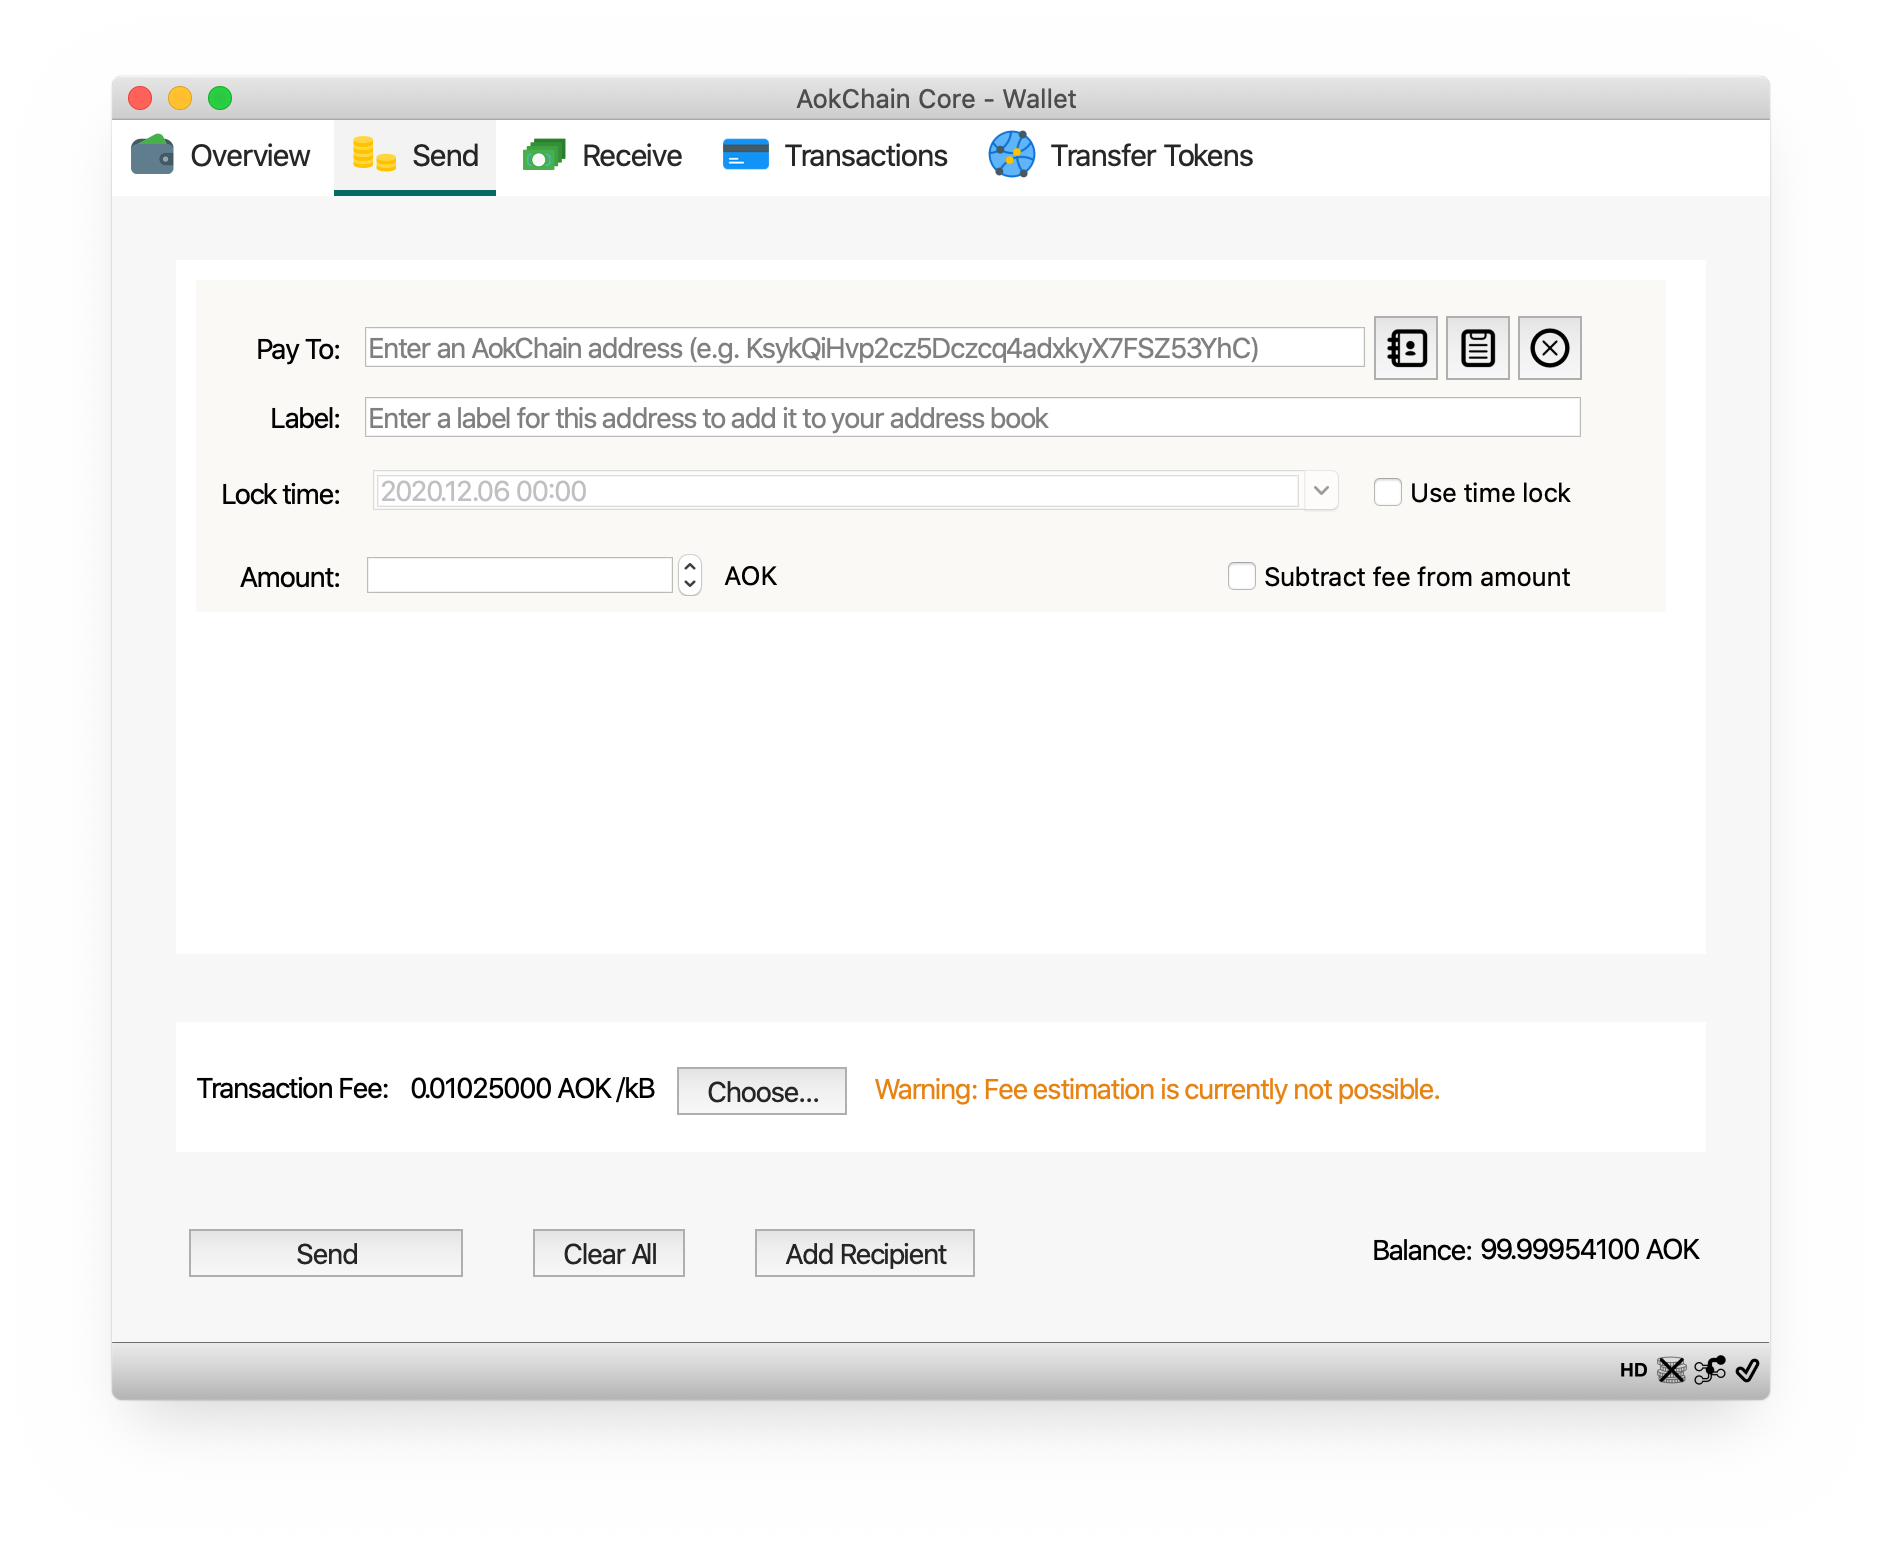 AokChain Core - Wallet
Overview Send Receive Transactions Transfer Tokens
Pay To: Enter an AokChain address (e.g. KsykQiHvp2cz5Dczcq4adxkyX7FSZ53YhC)
Label: Enter a label for this address to add it to your address book
Lock time: 2020.12.06 00:00 Use time lock
Amount: AOK Subtract fee from amount
Transaction Fee: 0.01025000 AOK/kB Choose... Warning: Fee estimation is currently not possible.
Send Clear All Add Recipient Balance: 99.99954100 AOK
HD